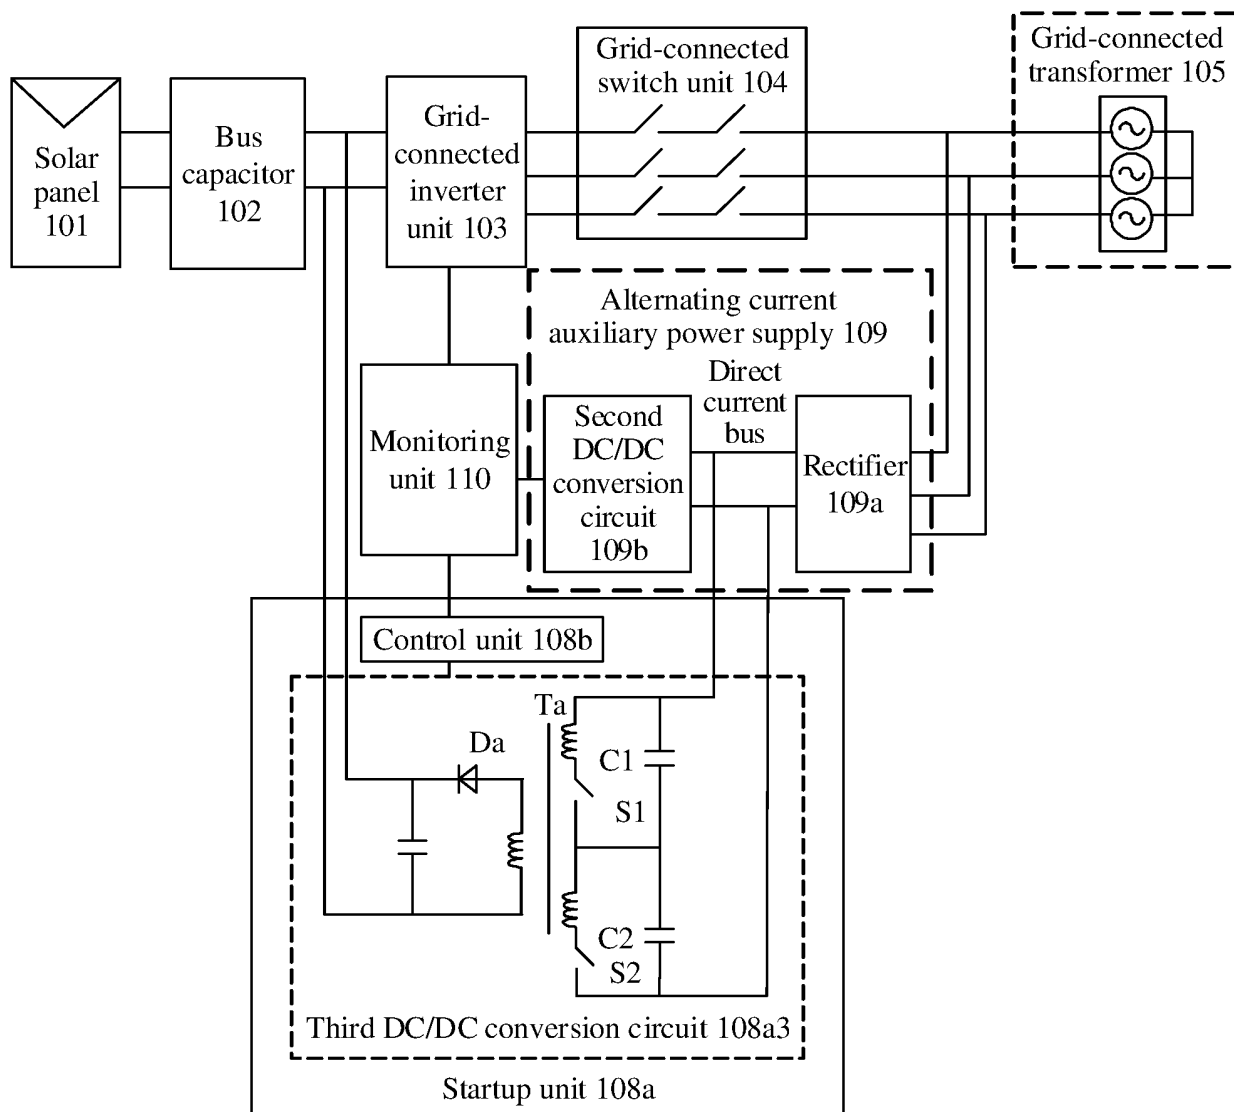 Grid-connected
switch unit 104
Grid-connected
transformer 105
Solar
panel
101
Bus
capacitor
102
Grid-
connected
inverter
unit 103
Alternating current
auxiliary power supply 109
Direct
current
bus
Monitoring
unit 110
Second
DC/DC
conversion
circuit
109b
Rectifier
109a
Control unit 108b
Ta
Da
C1
S1
C2
S2
Third DC/DC conversion circuit 108a3
Startup unit 108a